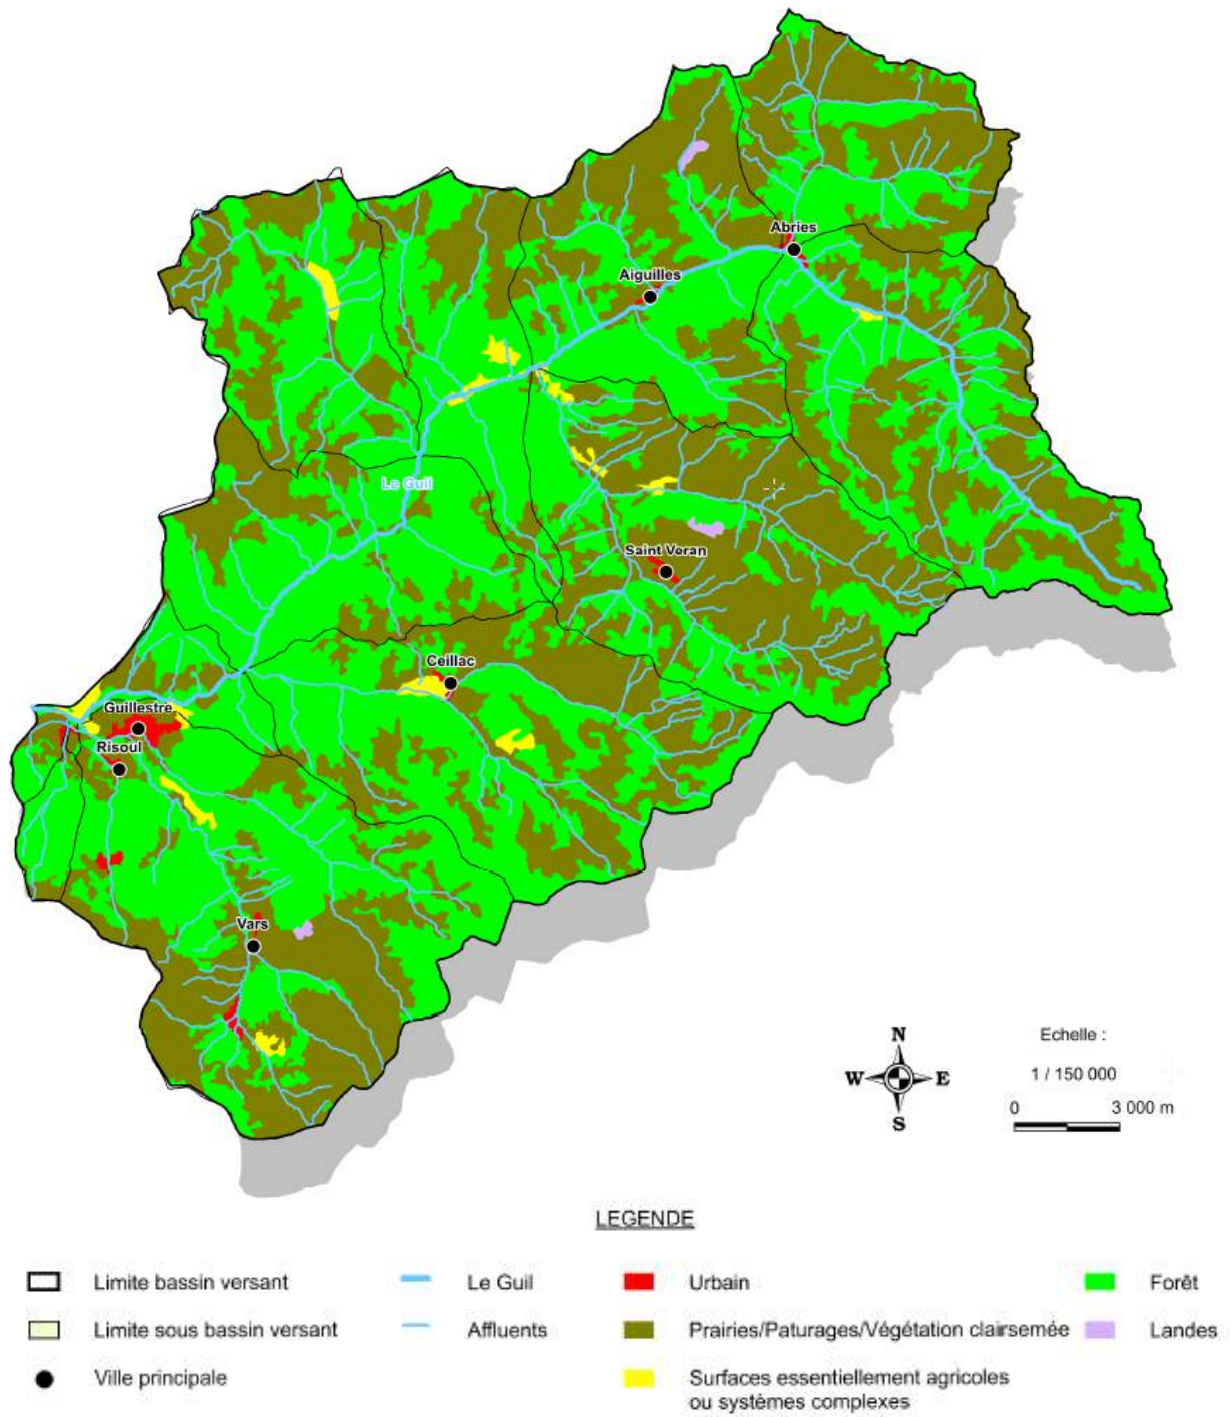 Abries
Aiguilles
Le Guil
Saint Veran
Ceillac
Guillestre
Risoul
Vars
N
W E
S
Echelle :
1 / 150 000
0 3 000 m
LEGENDE
Limite bassin versant
Le Guil
Urbain
Forêt
Limite sous bassin versant
Affluents
Prairies/Paturages/Végétation clairsemée
Landes
Ville principale
Surfaces essentiellement agricoles
ou systèmes complexes